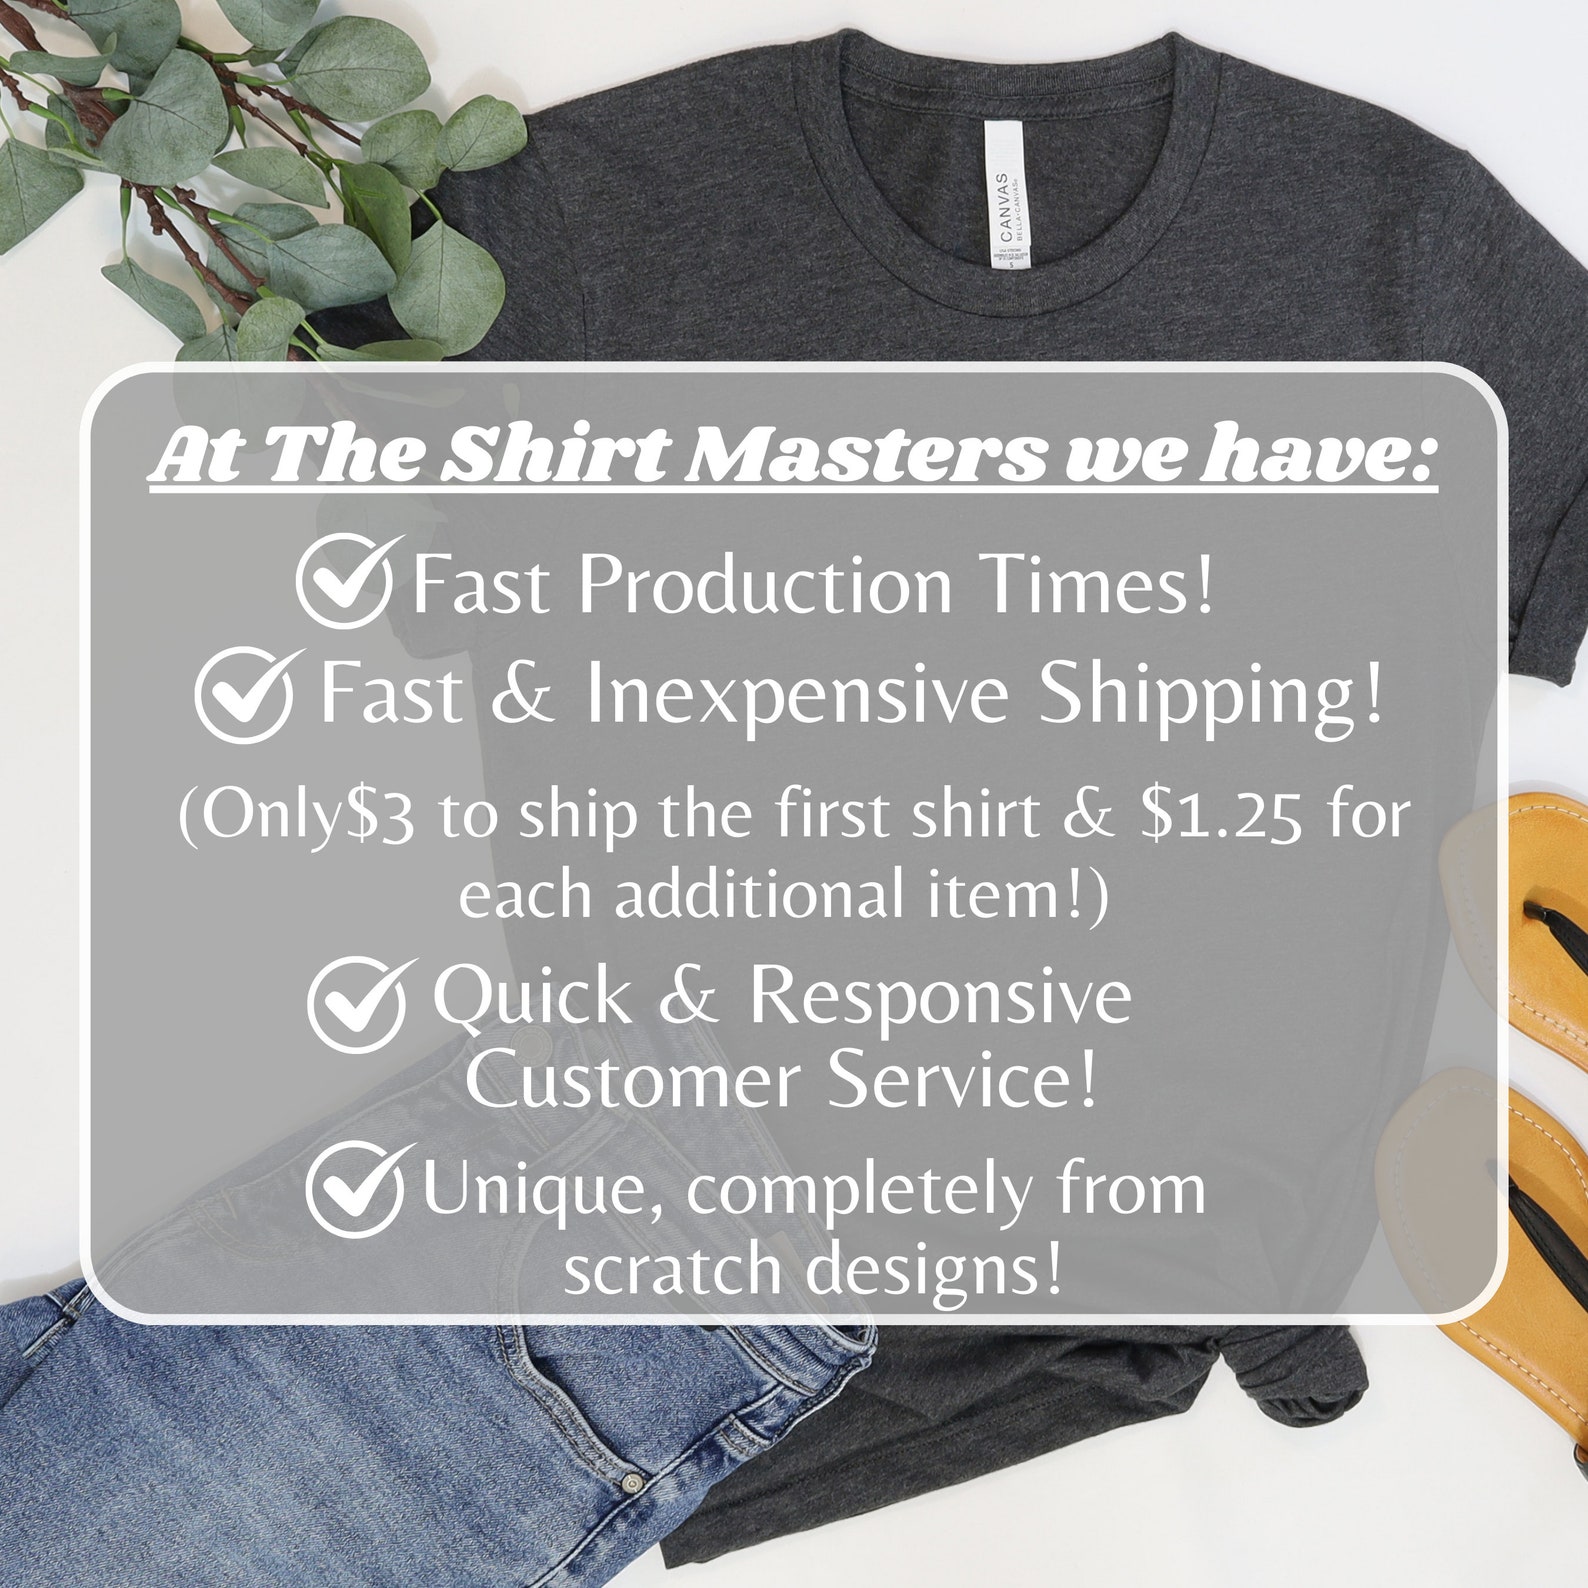 CANVAS
BELLA+CANVAS®
S
At The Shirt Masters we have:
Fast Production Times!
Fast & Inexpensive Shipping!
(Only$3 to ship the first shirt & $1.25 for
each additional item!)
Quick & Responsive
Customer Service!
Unique, completely from
scratch designs!